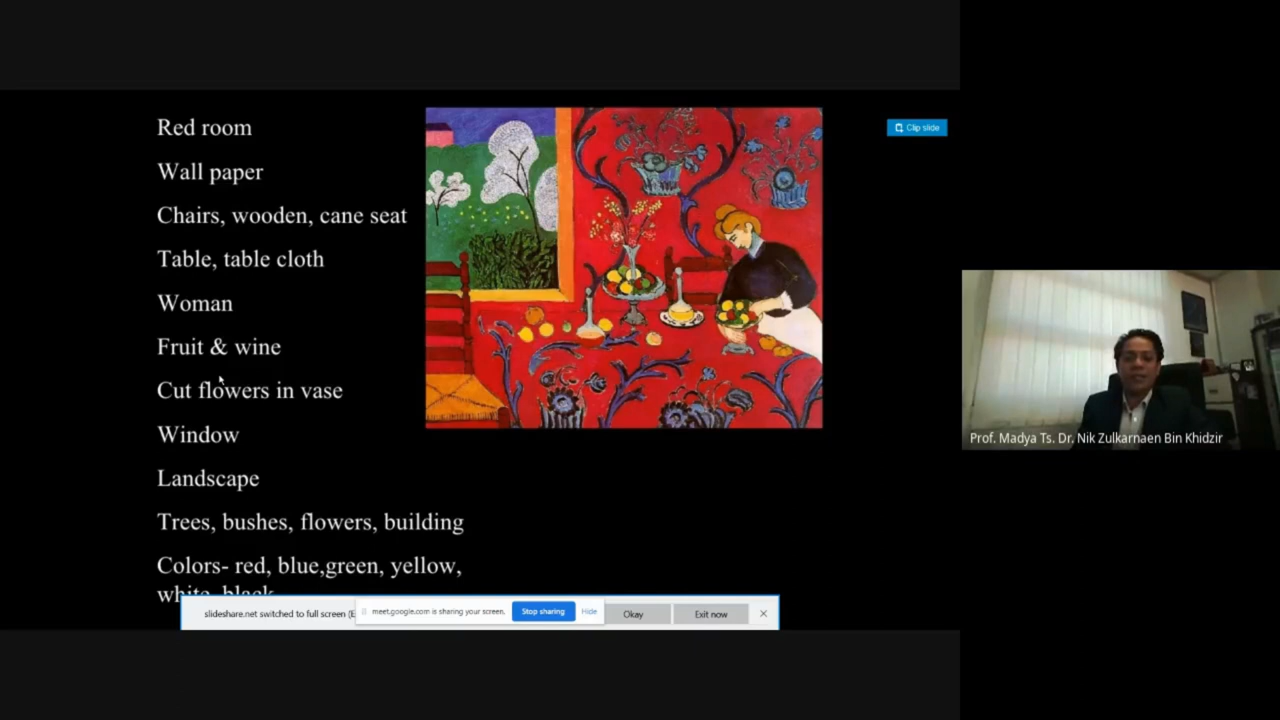 Red room
Wall paper
Chairs, wooden, cane seat
Table, table cloth
Woman
Fruit & wine
Cut flowers in vase
Window
Landscape
Trees, bushes, flowers, building
Colors- red, blue,green, yellow,
white, black
Clip slide
Prof. Madya Ts. Dr. Nik Zulkarnaen Bin Khidzir
slideshare.net switched to full screen (E
meet.google.com is sharing your screen.
Stop sharing
Hide
Okay
Exit now